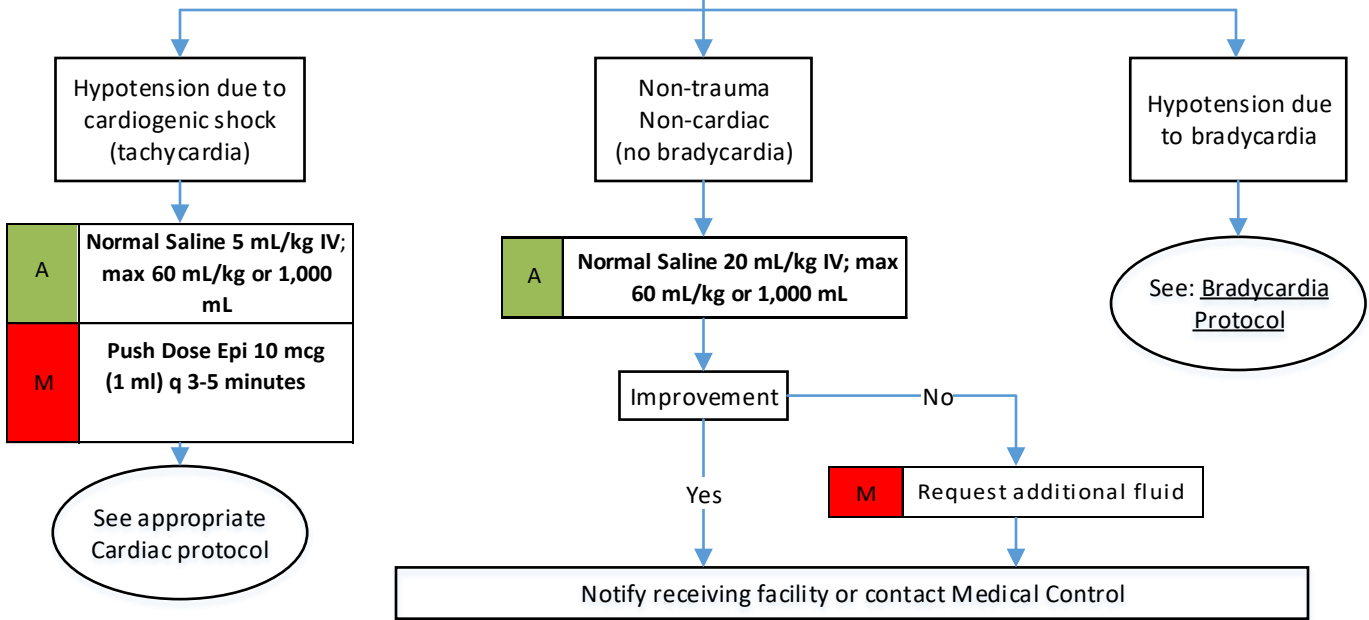 Hypotension due to
cardiogenic shock
(tachycardia)
Non-trauma
Non-cardiac
(no bradycardia)
Hypotension due
to bradycardia
A
Normal Saline 5 mL/kg IV;
max 60 mL/kg or 1,000
mL
M
Push Dose Epi 10 mcg
(1 ml) q 3-5 minutes
See appropriate
Cardiac protocol
A
Normal Saline 20 mL/kg IV; max
60 mL/kg or 1,000 mL
Improvement
No
Yes
M
Request additional fluid
See: Bradycardia
Protocol
Notify receiving facility or contact Medical Control